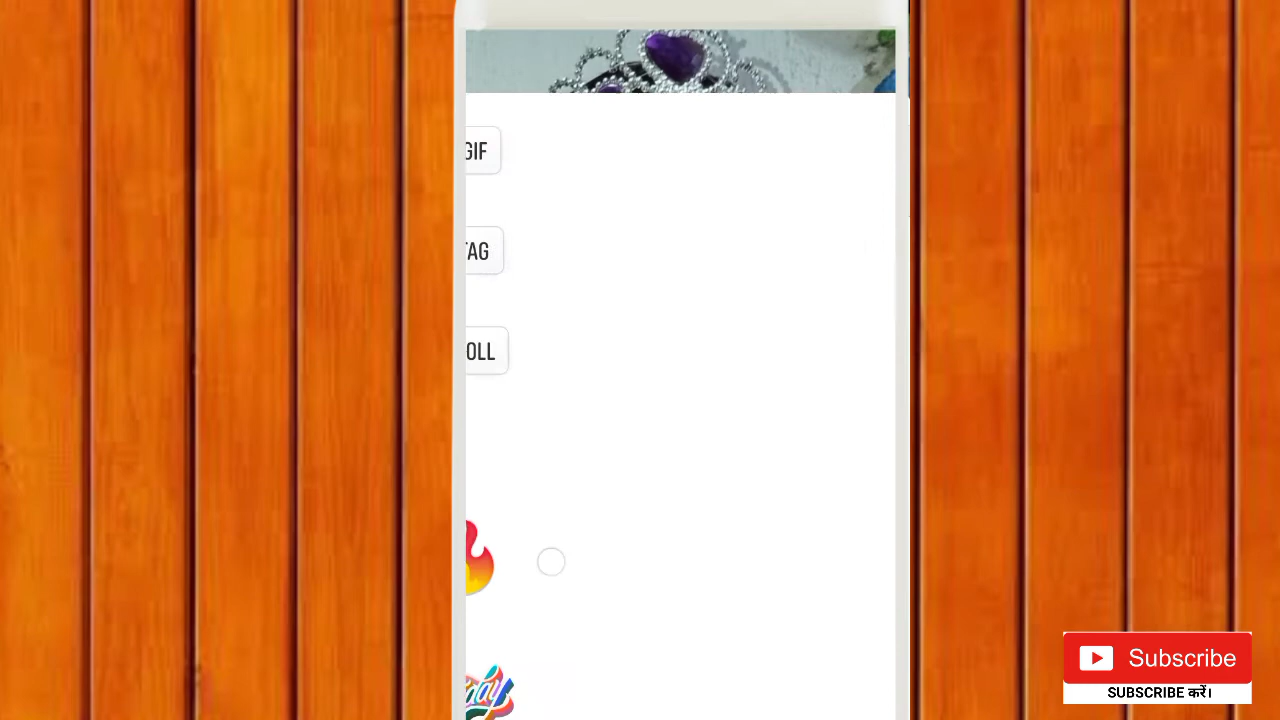 GIF
TAG
OLL
Subscribe
SUBSCRIBE करें।